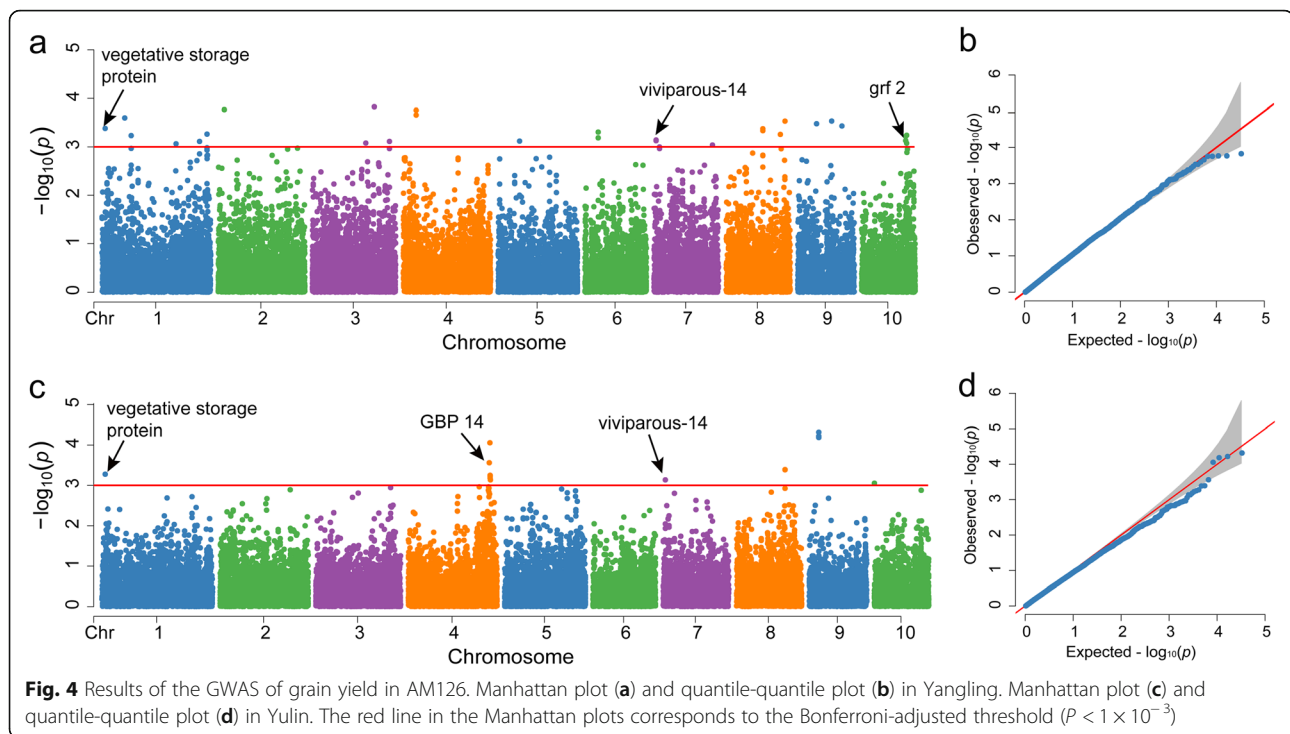 a
vegetative storage
protein
viviparous-14
grf 2
−log₁₀(p)
5
4
3
2
1
0
Chr 1 2 3 4 5 6 7 8 9 10
Chromosome
b
Obeserved - log₁₀(p)
6
5
4
3
2
1
0
0 1 2 3 4 5
Expected - log₁₀(p)
c
vegetative storage
protein
GBP 14
viviparous-14
−log₁₀(p)
5
4
3
2
1
0
Chr 1 2 3 4 5 6 7 8 9 10
Chromosome
d
Obeserved - log₁₀(p)
6
5
4
3
2
1
0
0 1 2 3 4 5
Expected - log₁₀(p)
Fig. 4 Results of the GWAS of grain yield in AM126. Manhattan plot (a) and quantile-quantile plot (b) in Yangling. Manhattan plot (c) and
quantile-quantile plot (d) in Yulin. The red line in the Manhattan plots corresponds to the Bonferroni-adjusted threshold (P < 1 × 10⁻³)